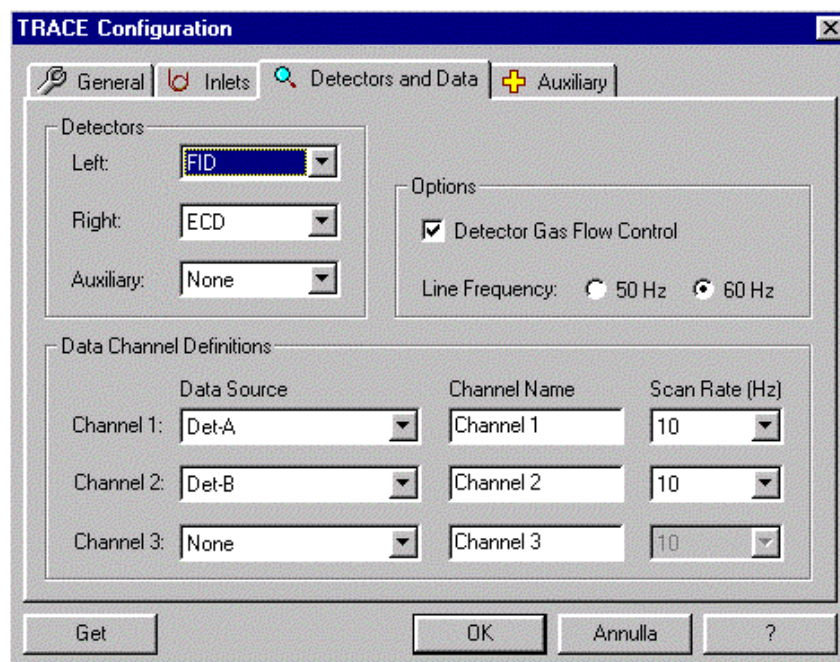 TRACE Configuration
General Inlets Detectors and Data Auxiliary
Detectors
Left: FID
Right: ECD
Auxiliary: None
Options
Detector Gas Flow Control
Line Frequency: 50 Hz 60 Hz
Data Channel Definitions
Data Source Channel Name Scan Rate (Hz)
Channel 1: Det-A Channel 1 10
Channel 2: Det-B Channel 2 10
Channel 3: None Channel 3 10
Get OK Annulla ?